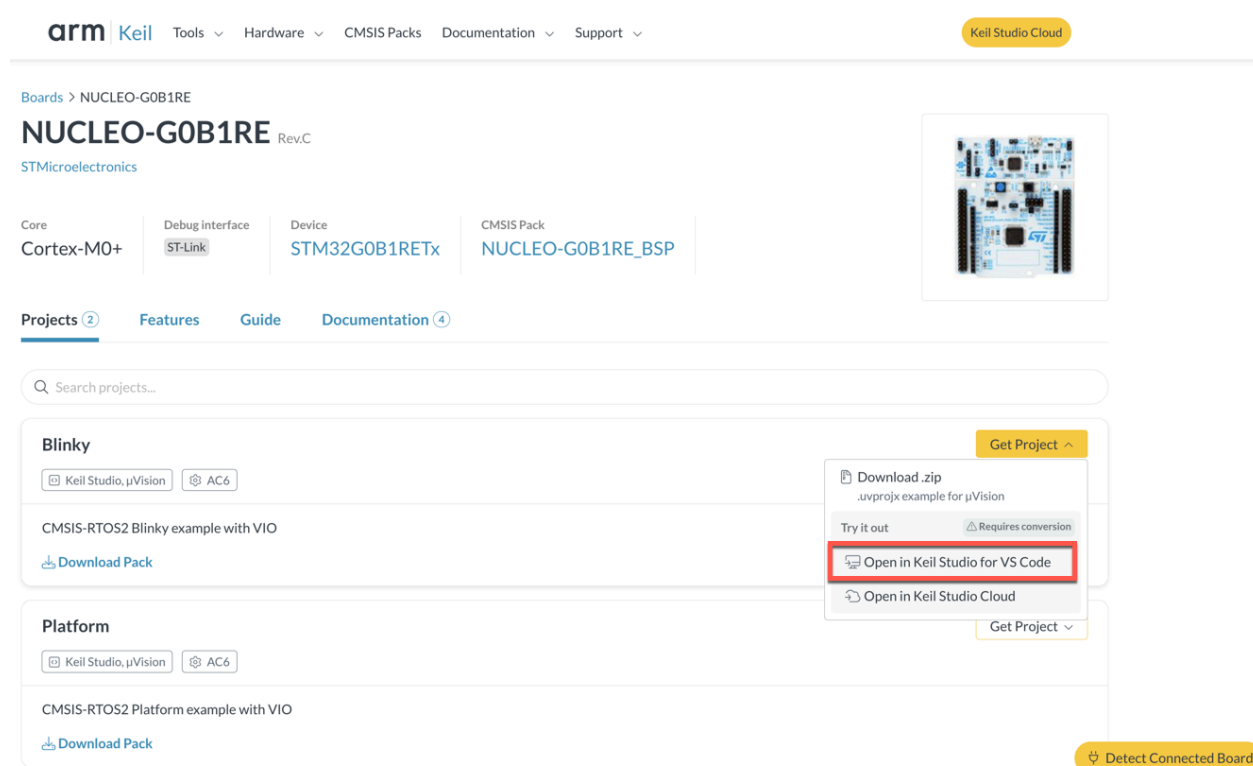 arm Keil Tools Hardware CMSIS Packs Documentation Support Keil Studio Cloud
Boards > NUCLEO-G0B1RE
NUCLEO-G0B1RE Rev.C
STMicroelectronics
Core Debug interface Device CMSIS Pack
Cortex-M0+ ST-Link STM32G0B1RETx NUCLEO-G0B1RE_BSP
Projects 2 Features Guide Documentation 4
Search projects...
Blinky Get Project
Keil Studio, µVision AC6
Download .zip
.uvprojx example for µVision
CMSIS-RTOS2 Blinky example with VIO
Try it out Requires conversion
Download Pack
Open in Keil Studio for VS Code
Open in Keil Studio Cloud
Platform Get Project
Keil Studio, µVision AC6
CMSIS-RTOS2 Platform example with VIO
Download Pack
Detect Connected Board